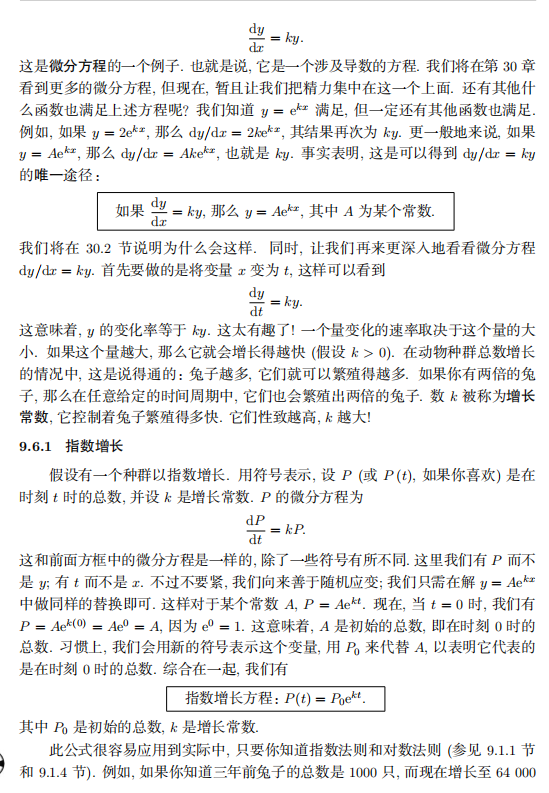 dy/dx = ky.
这是微分方程的一个例子. 也就是说, 它是一个涉及导数的方程. 我们将在第 30 章
看到更多的微分方程, 但现在, 暂且让我们把精力集中在这一个上面. 还有其他什
么函数也满足上述方程呢? 我们知道 y = e^{kx} 满足, 但一定还有其他函数也满足.
例如, 如果 y = 2e^{kx}, 那么 dy/dx = 2ke^{kx}, 其结果再次为 ky. 更一般地来说, 如果
y = Ae^{kx}, 那么 dy/dx = Ake^{kx}, 也就是 ky. 事实表明, 这是可以得到 dy/dx = ky
的唯一途径:
如果 dy/dx = ky, 那么 y = Ae^{kx}, 其中 A 为某个常数.
我们将在 30.2 节说明为什么会这样. 同时, 让我们再来更深入地看看微分方程
dy/dx = ky. 首先要做的是将变量 x 变为 t, 这样可以看到
dy/dt = ky.
这意味着, y 的变化率等于 ky. 这太有趣了! 一个量变化的速率取决于这个量的大
小. 如果这个量越大, 那么它就会增长得越快 (假设 k > 0). 在动物种群总数增长
的情况中, 这是说得通的: 兔子越多, 它们就可以繁殖得越多. 如果你有两倍的兔
子, 那么在任意给定的时间周期中, 它们也会繁殖出两倍的兔子. 数 k 被称为增长
常数, 它控制着兔子繁殖得多快. 它们性致越高, k 越大!
9.6.1 指数增长
假设有一个种群以指数增长. 用符号表示, 设 P (或 P(t), 如果你喜欢) 是在
时刻 t 时的总数, 并设 k 是增长常数. P 的微分方程为
dP/dt = kP.
这和前面方框中的微分方程是一样的, 除了一些符号有所不同. 这里我们有 P 而不
是 y; 有 t 而不是 x. 不过不要紧, 我们向来善于随机应变; 我们只需在解 y = Ae^{kx}
中做同样的替换即可. 这样对于某个常数 A, P = Ae^{kt}. 现在, 当 t = 0 时, 我们有
P = Ae^{k(0)} = Ae^0 = A, 因为 e^0 = 1. 这意味着, A 是初始的总数, 即在时刻 0 时的
总数. 习惯上, 我们会用新的符号表示这个变量, 用 P_0 来代替 A, 以表明它代表的
是在时刻 0 时的总数. 综合在一起, 我们有
指数增长方程: P(t) = P_0e^{kt}.
其中 P_0 是初始的总数, k 是增长常数.
此公式很容易应用到实际中, 只要你知道指数法则和对数法则 (参见 9.1.1 节
和 9.1.4 节). 例如, 如果你知道三年前兔子的总数是 1000 只, 而现在增长至 64 000